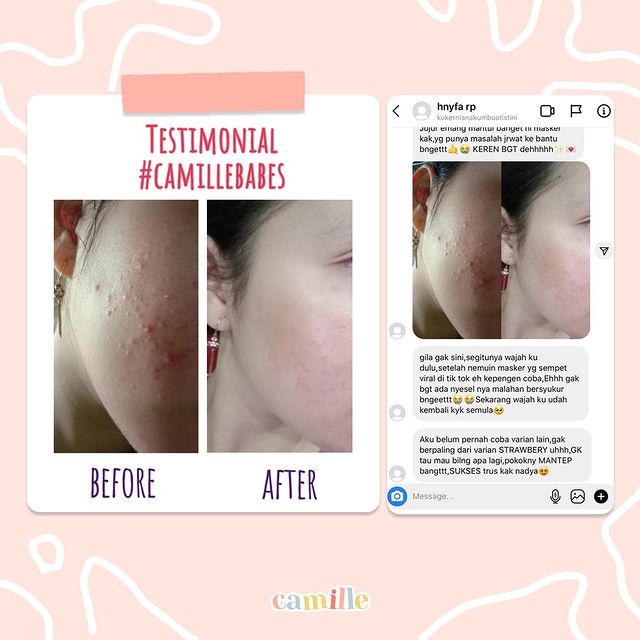 TESTIMONIAL
#CAMILLEBABES
BEFORE
AFTER
hnyfa rp
kukernianakumbuatistini
Jujur emang mantul banget ni masker
kak,yg punya masalah jrwat ke bantu
bngettt🤙😭 KEREN BGT dehhhhh✨💌
gila gak sini,segitunya wajah ku
dulu,setelah nemuin masker yg sempet
viral di tik tok eh kepengen coba,Ehhh gak
bgt ada nyesel nya malahan bersyukur
bngeettt😭😭Sekarang wajah ku udah
kembali kyk semula🥺
Aku belum pernah coba varian lain,gak
berpaling dari varian STRAWBERY uhhh,GK
tau mau bilng apa lagi,pokokny MANTEP
bangttt,SUKSES trus kak nadya😍
Message...
camille